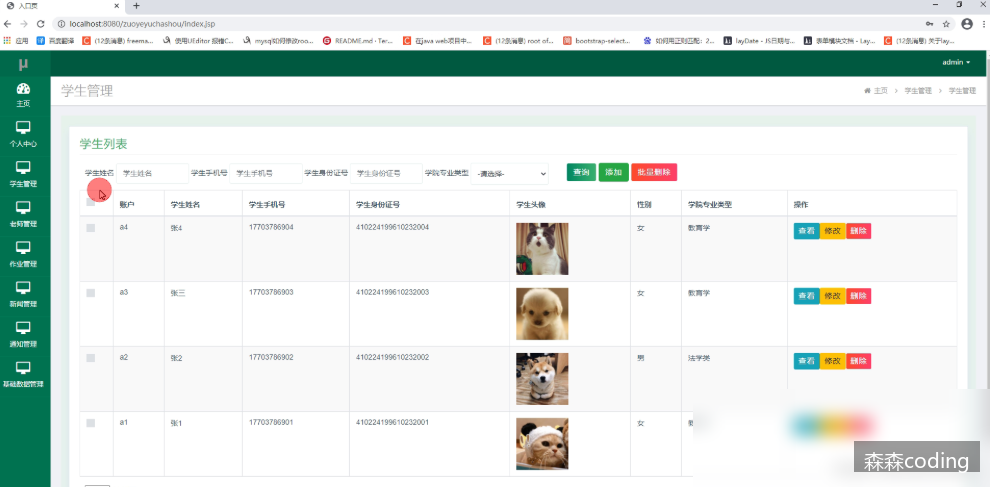 入口页
localhost:8080/zuoyeyuchashou/index.jsp
应用 百度翻译 (12条消息) freema... 使用UEditor 报错C... mysql如何修改roo... README.md · Ter... 在java web项目中... (12条消息) root of... bootstrap-select... 如何用正则匹配：2... layDate - JS日期与... 表单模块文档 - Lay... (12条消息) 关于lay...
μ
admin
主页
个人中心
学生管理
老师管理
作业管理
新闻管理
通知管理
基础数据管理
学生管理
主页 > 学生管理 > 学生管理
学生列表
学生姓名 学生姓名 学生手机号 学生手机号 学生身份证号 学生身份证号 学院专业类型 -请选择- 查询 添加 批量删除
账户 学生姓名 学生手机号 学生身份证号 学生头像 性别 学院专业类型 操作
a4 张4 17703786904 410224199610232004 女 教育学 查看 修改 删除
a3 张三 17703786903 410224199610232003 女 教育学 查看 修改 删除
a2 张2 17703786902 410224199610232002 男 法学类 查看 修改 删除
a1 张1 17703786901 410224199610232001 女
森森coding